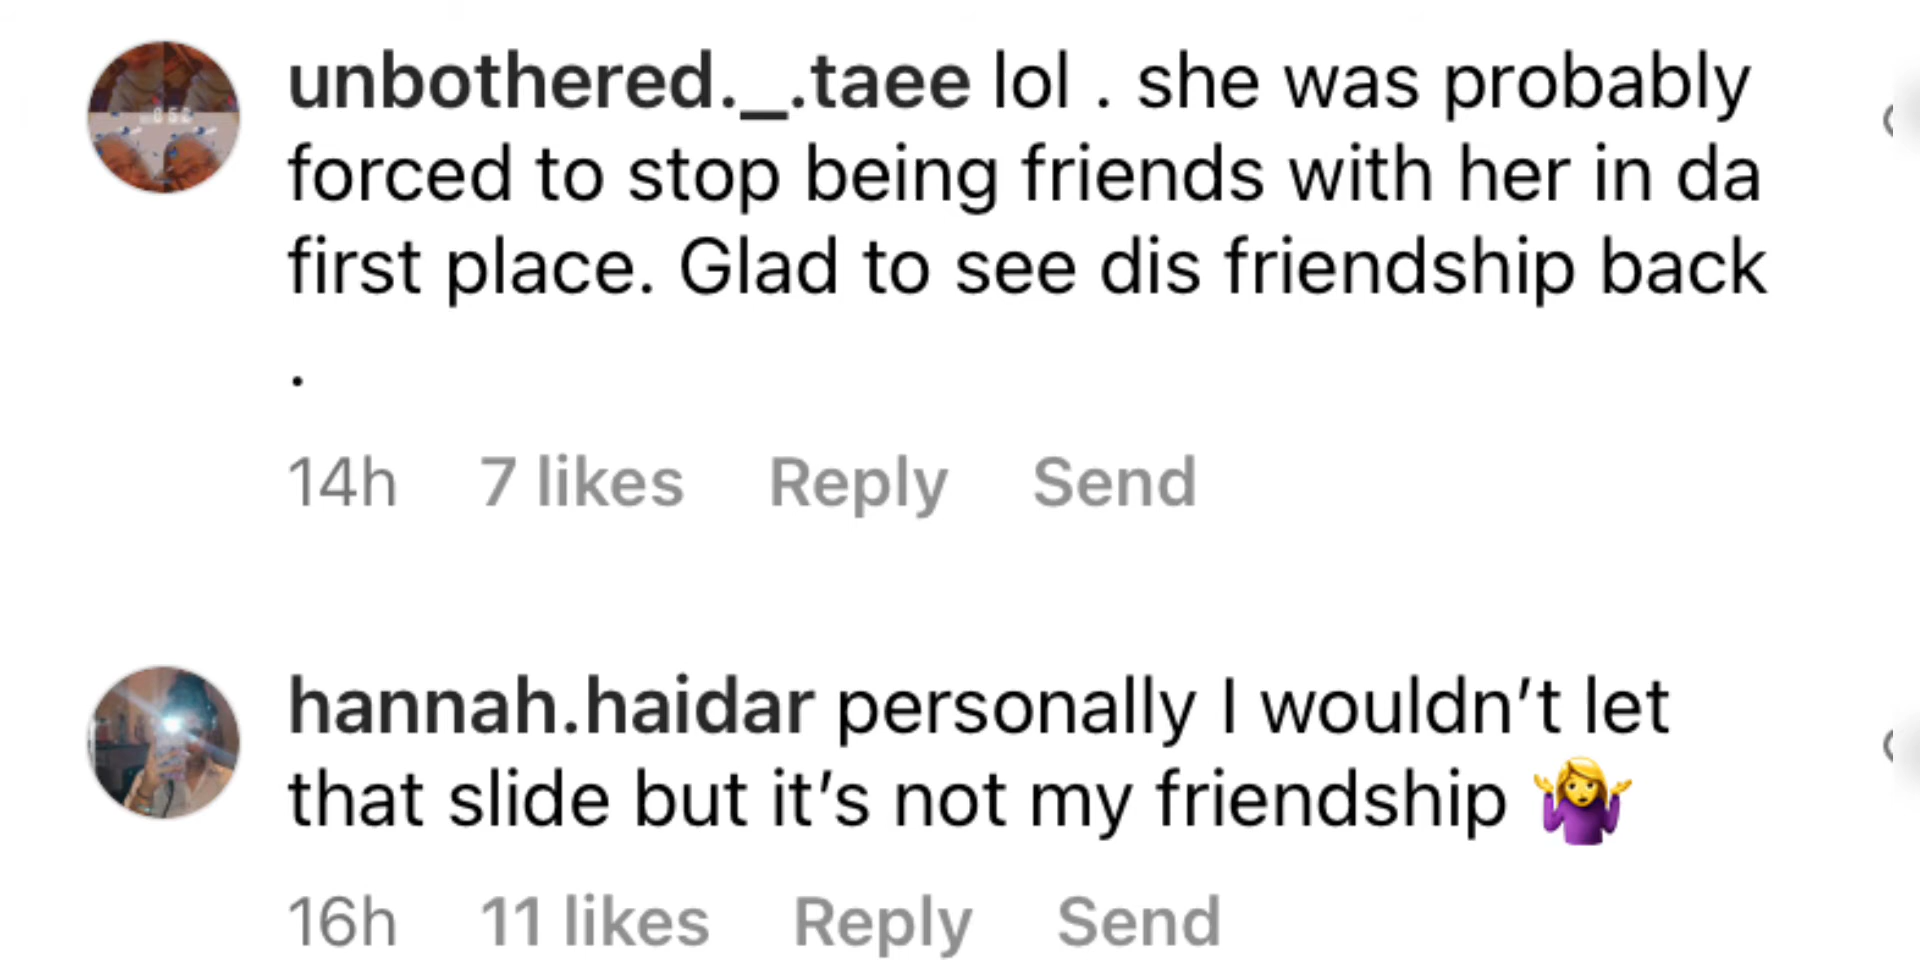 unbothered._.taee lol . she was probably
forced to stop being friends with her in da
first place. Glad to see dis friendship back
.
14h 7 likes Reply Send
hannah.haidar personally I wouldn’t let
that slide but it’s not my friendship 🤷‍♀️
16h 11 likes Reply Send